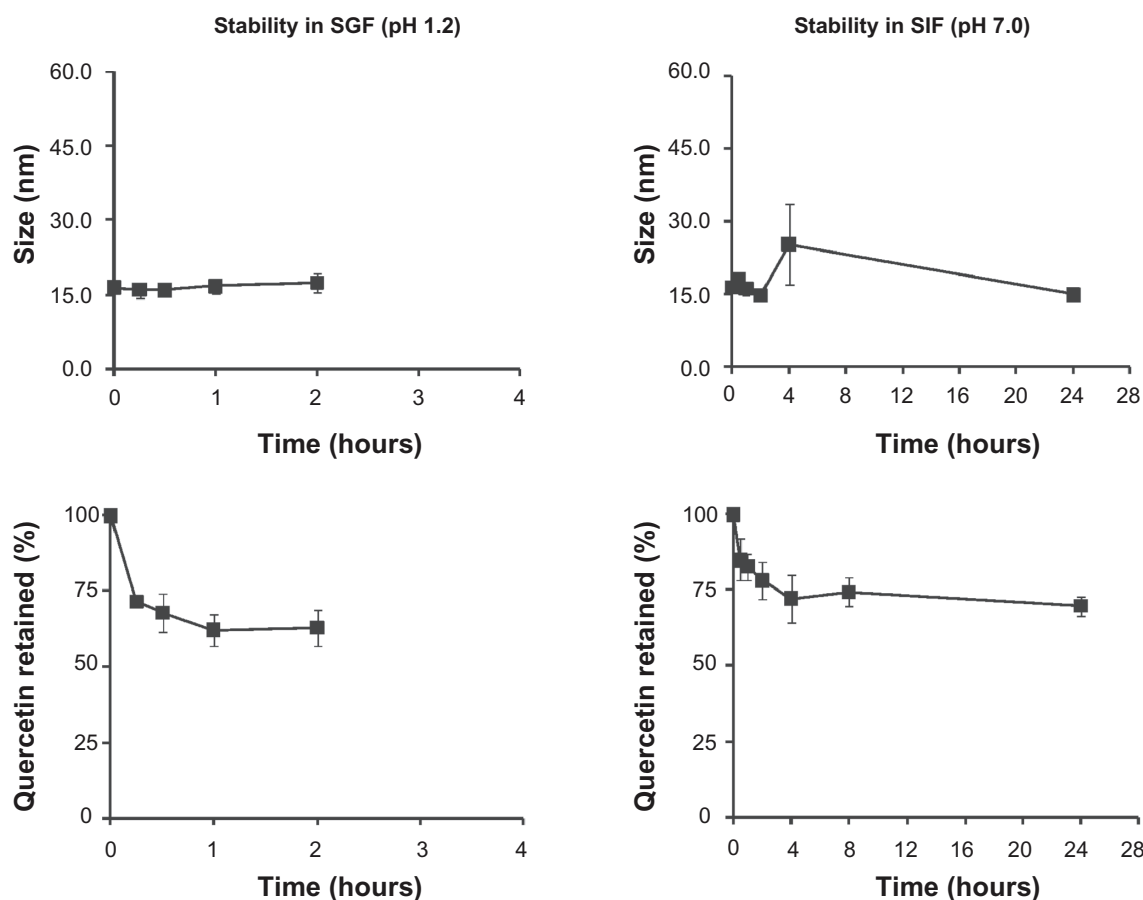 Stability in SGF (pH 1.2)
60.0
45.0
30.0
15.0
0.0
Size (nm)
0 1 2 3 4
Time (hours)
Stability in SIF (pH 7.0)
60.0
45.0
30.0
15.0
0.0
Size (nm)
0 4 8 12 16 20 24 28
Time (hours)
100
75
50
25
0
Quercetin retained (%)
0 1 2 3 4
Time (hours)
100
75
50
25
0
Quercetin retained (%)
0 4 8 12 16 20 24 28
Time (hours)